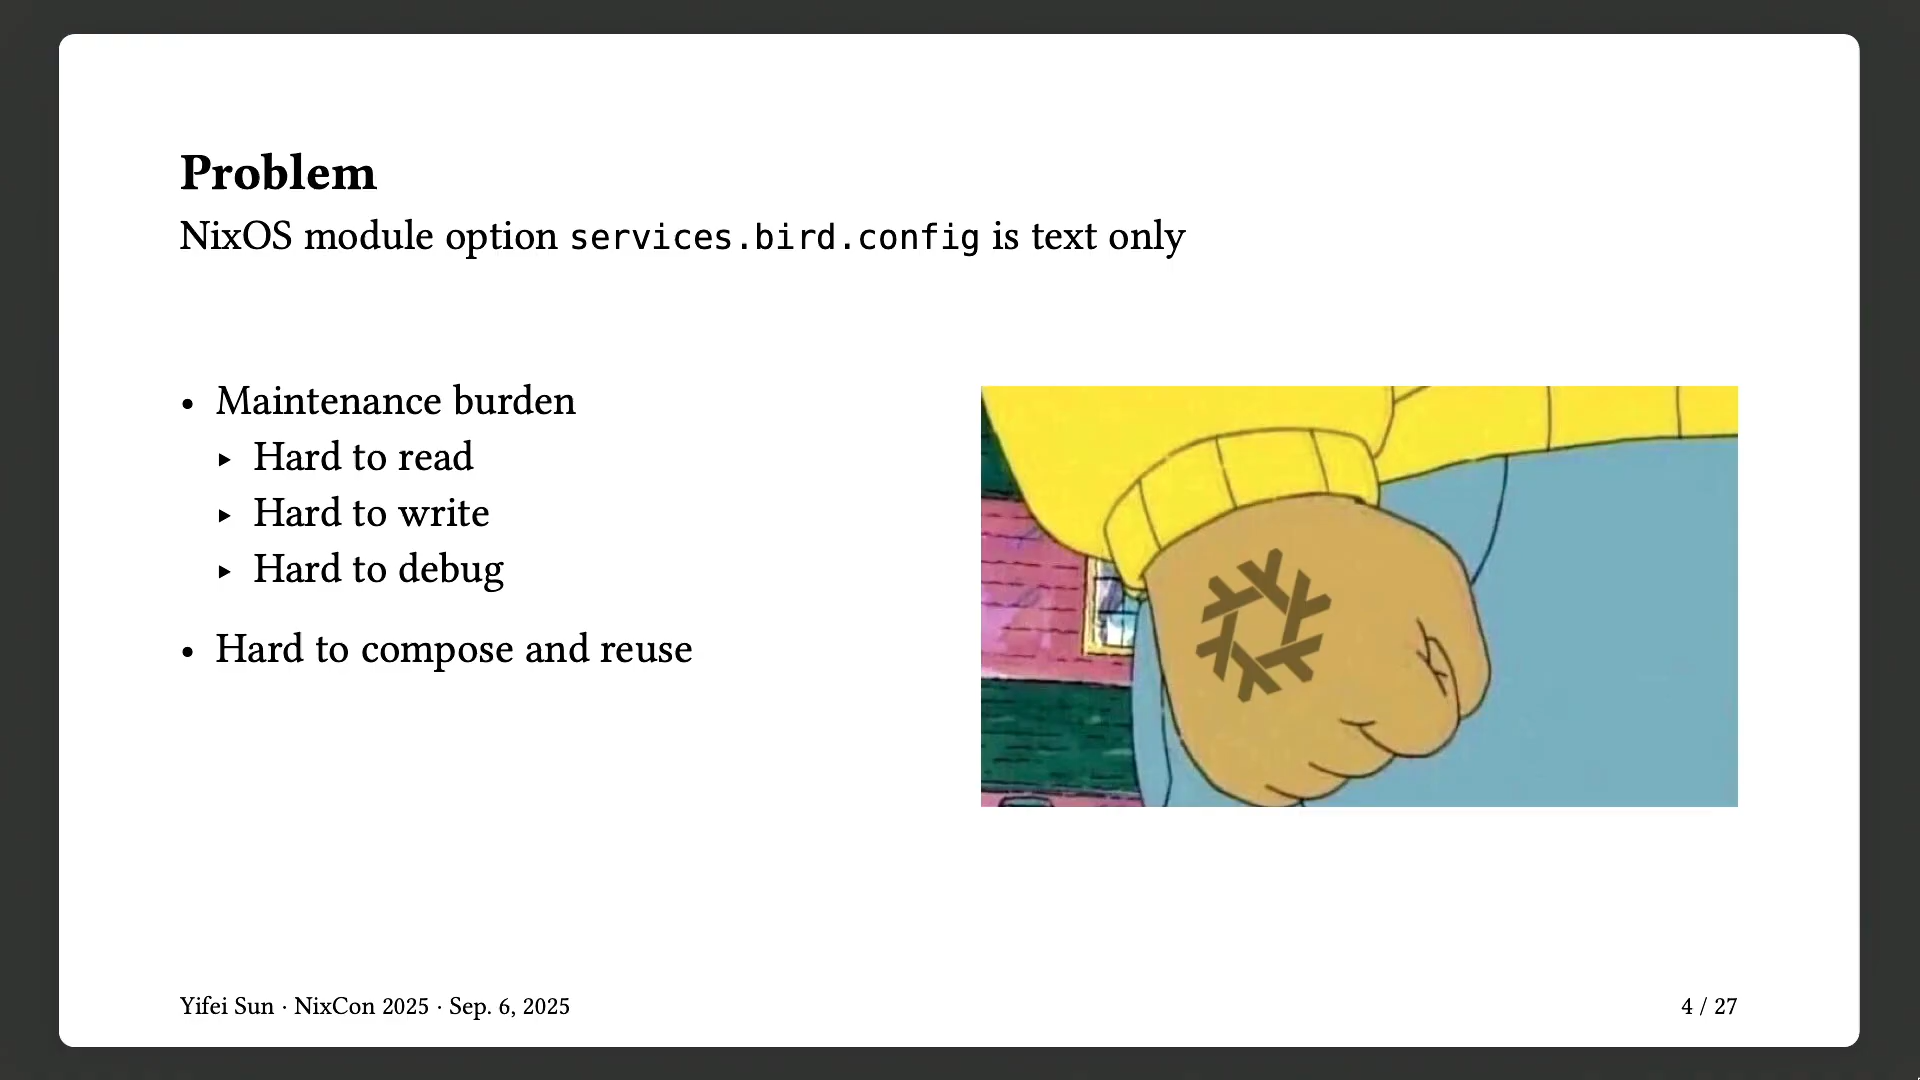 Problem
NixOS module option services.bird.config is text only
• Maintenance burden
‣ Hard to read
‣ Hard to write
‣ Hard to debug
• Hard to compose and reuse
Yifei Sun · NixCon 2025 · Sep. 6, 2025
4 / 27